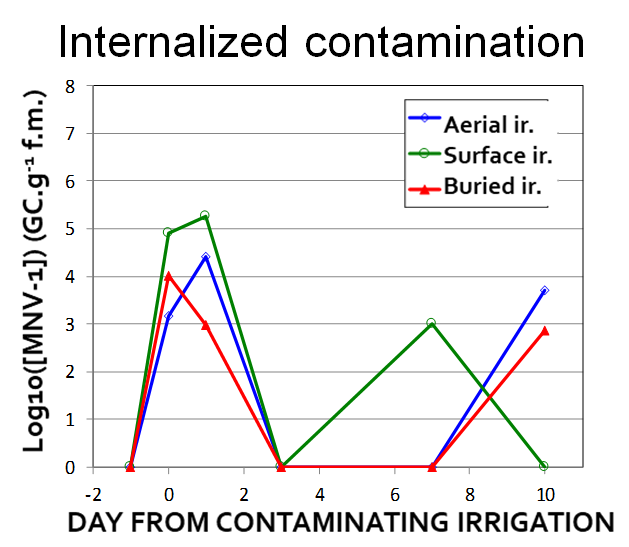 Internalized contamination
Log10([MNV-1]) (GC.g-1 f.m.)
8
7
6
5
4
3
2
1
0
Aerial ir.
Surface ir.
Buried ir.
-2 0 2 4 6 8 10
DAY FROM CONTAMINATING IRRIGATION